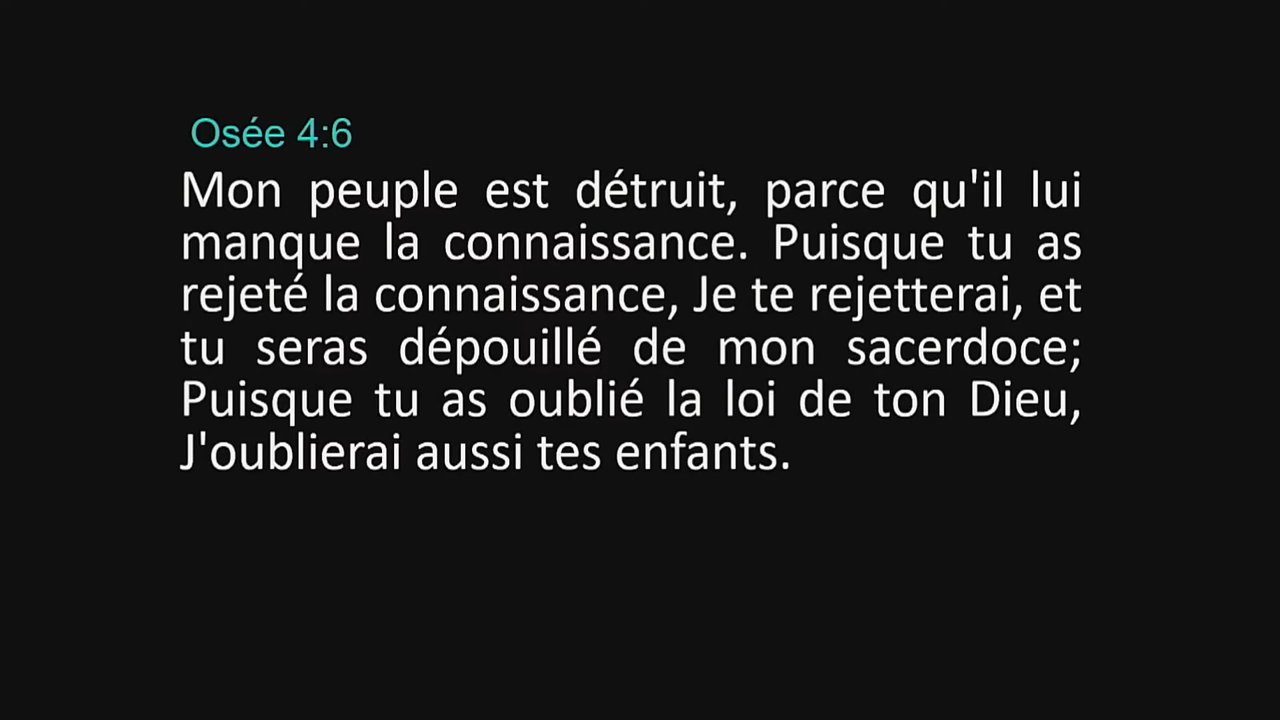 Osée 4:6
Mon peuple est détruit, parce qu'il lui
manque la connaissance. Puisque tu as
rejeté la connaissance, Je te rejetterai, et
tu seras dépouillé de mon sacerdoce;
Puisque tu as oublié la loi de ton Dieu,
J'oublierai aussi tes enfants.